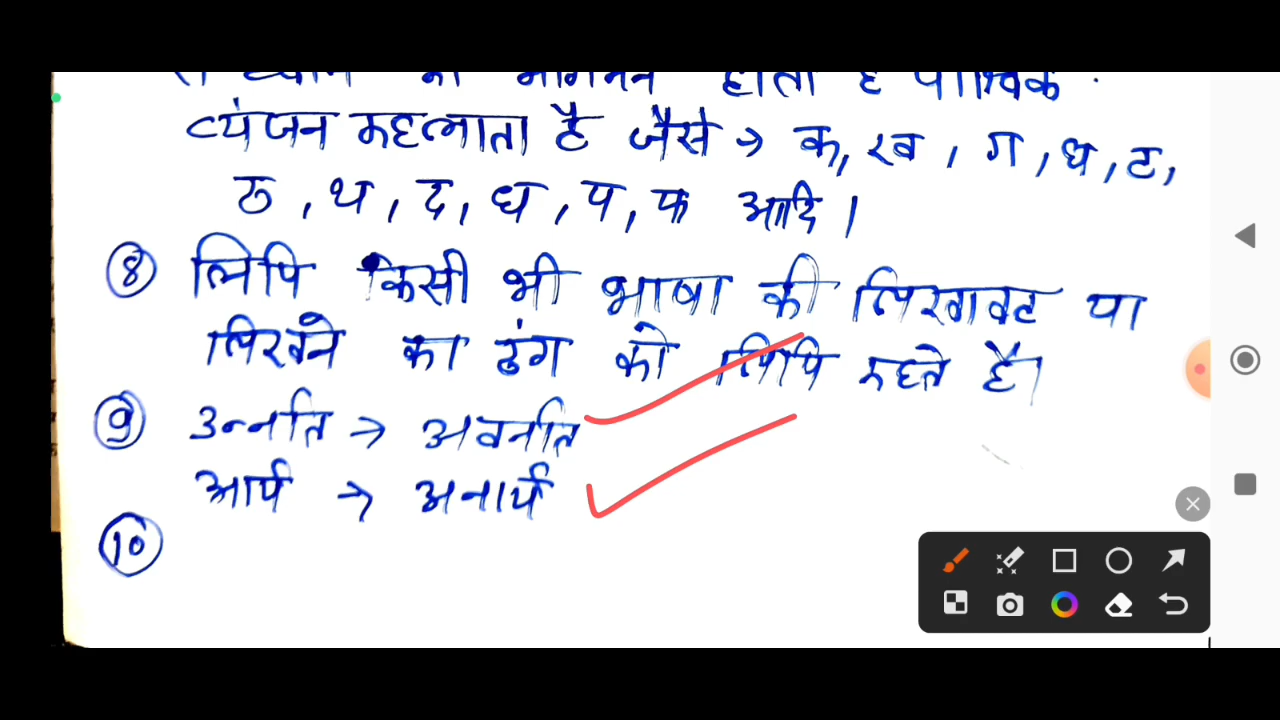 होता है पार्श्विक
व्यंजन कहलाता है जैसे → क, ख, ग, घ, ट,
ठ, थ, द, ध, प, फ आदि।
⑧ लिपि किसी भी भाषा की लिखावट या
लिखने का ढंग को लिपि कहते हैं।
⑨ उन्नति → अवनति
आर्य → अनार्य
⑩